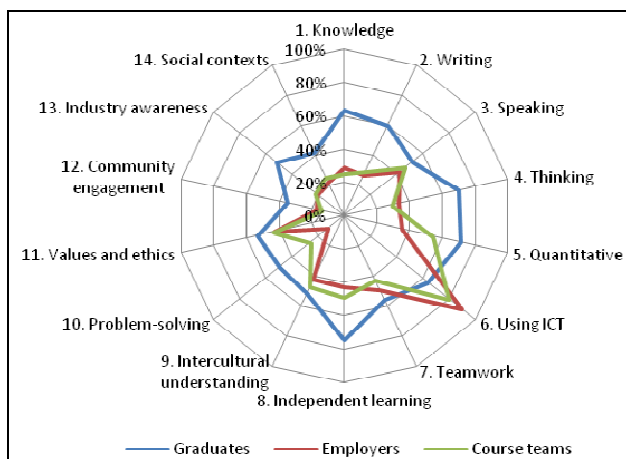 1. Knowledge
2. Writing
3. Speaking
4. Thinking
5. Quantitative
6. Using ICT
7. Teamwork
8. Independent learning
9. Intercultural
understanding
10. Problem-solving
11. Values and ethics
12. Community
engagement
13. Industry awareness
14. Social contexts
100%
80%
60%
40%
20%
0%
Graduates
Employers
Course teams